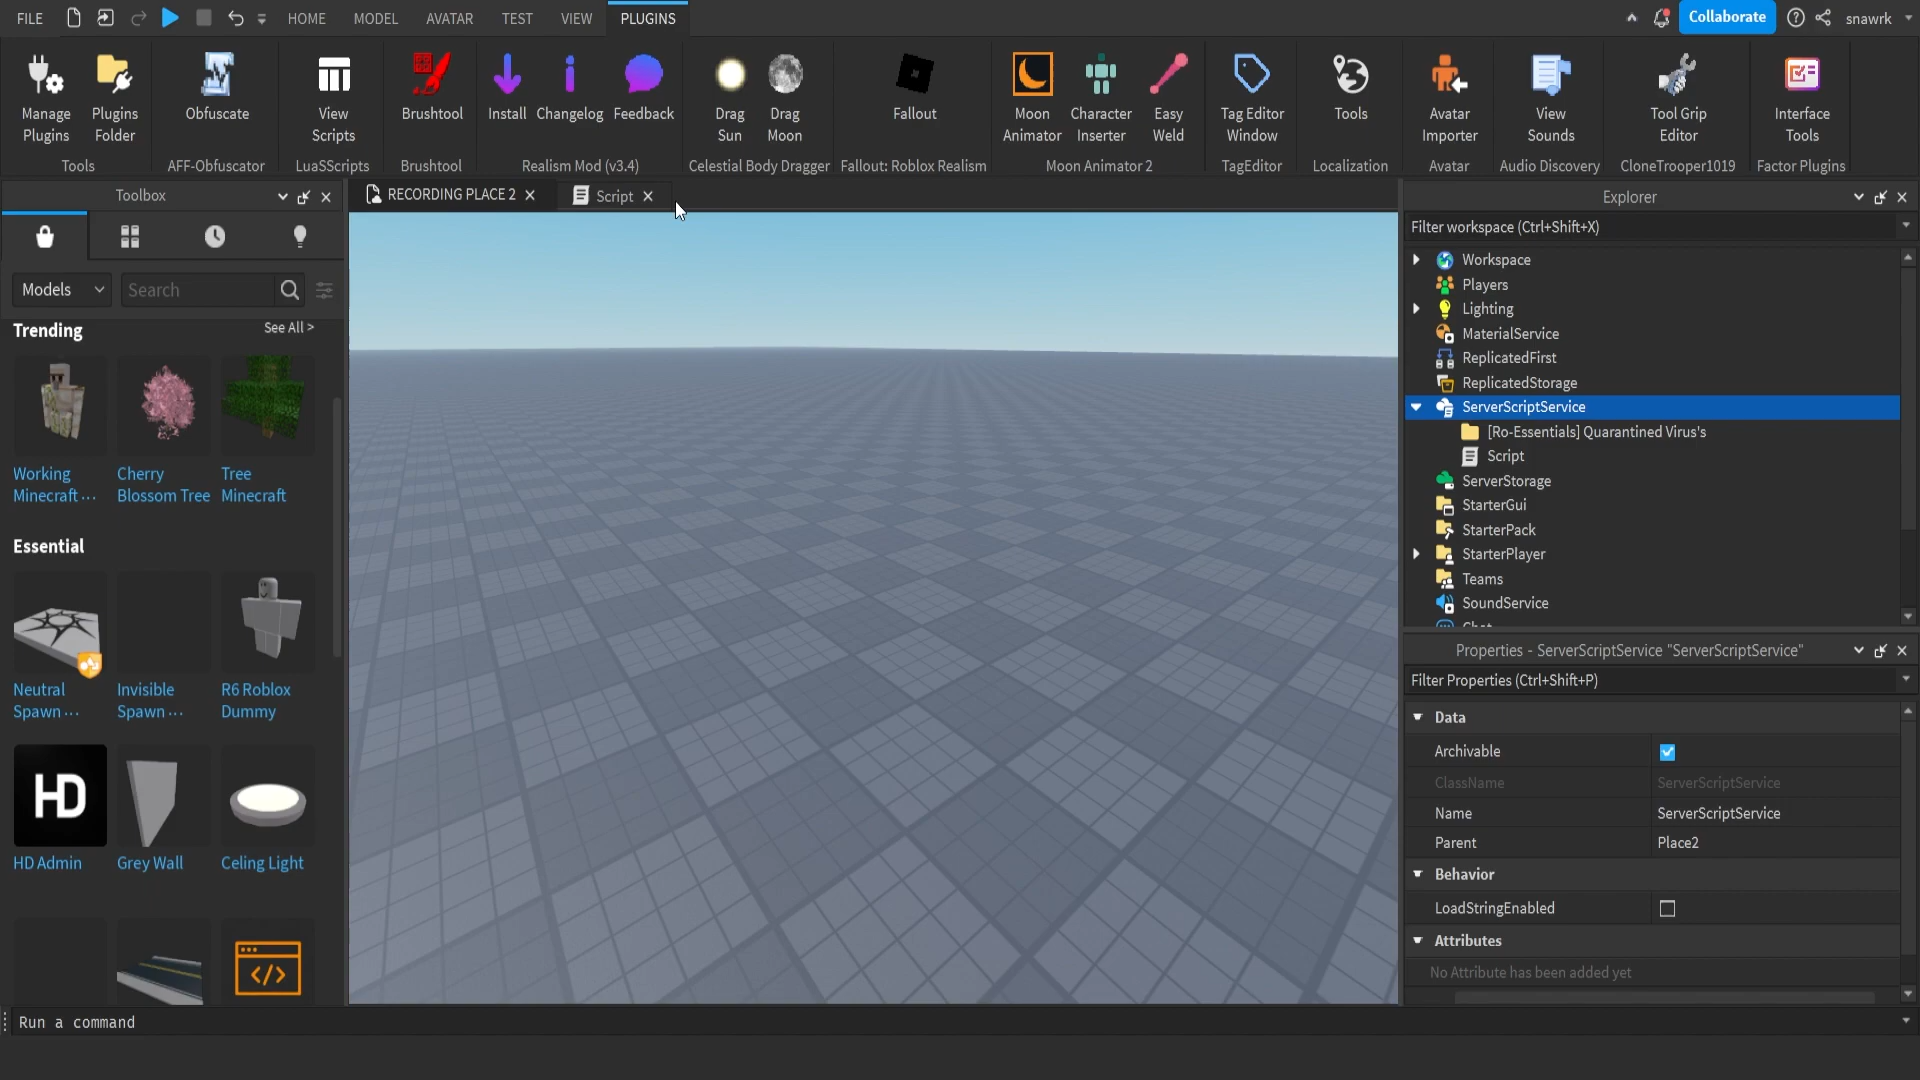 FILE HOME MODEL AVATAR TEST VIEW PLUGINS Collaborate snawrk
Manage Plugins
Plugins Folder
Tools
Obfuscate
AFF-Obfuscator
View Scripts
LuaSScripts
Brushtool
Brushtool
Install
Changelog
Feedback
Realism Mod (v3.4)
Drag Sun
Drag Moon
Celestial Body Dragger
Fallout
Fallout: Roblox Realism
Moon Animator
Character Inserter
Easy Weld
Moon Animator 2
Tag Editor Window
TagEditor
Tools
Localization
Avatar Importer
Avatar
View Sounds
Audio Discovery
Tool Grip Editor
CloneTrooper1019
Interface Tools
Factor Plugins
Toolbox
Models
Search
Trending
See All >
Working Minecraft ...
Cherry Blossom Tree
Tree Minecraft
Essential
Neutral Spawn ...
Invisible Spawn ...
R6 Roblox Dummy
HD
HD Admin
Grey Wall
Celing Light
RECORDING PLACE 2
Script
Explorer
Filter workspace (Ctrl+Shift+X)
Workspace
Players
Lighting
MaterialService
ReplicatedFirst
ReplicatedStorage
ServerScriptService
[Ro-Essentials] Quarantined Virus's
Script
ServerStorage
StarterGui
StarterPack
StarterPlayer
Teams
SoundService
Chat
Properties - ServerScriptService "ServerScriptService"
Filter Properties (Ctrl+Shift+P)
Data
Archivable
ClassName ServerScriptService
Name ServerScriptService
Parent Place2
Behavior
LoadStringEnabled
Attributes
No Attribute has been added yet
Run a command